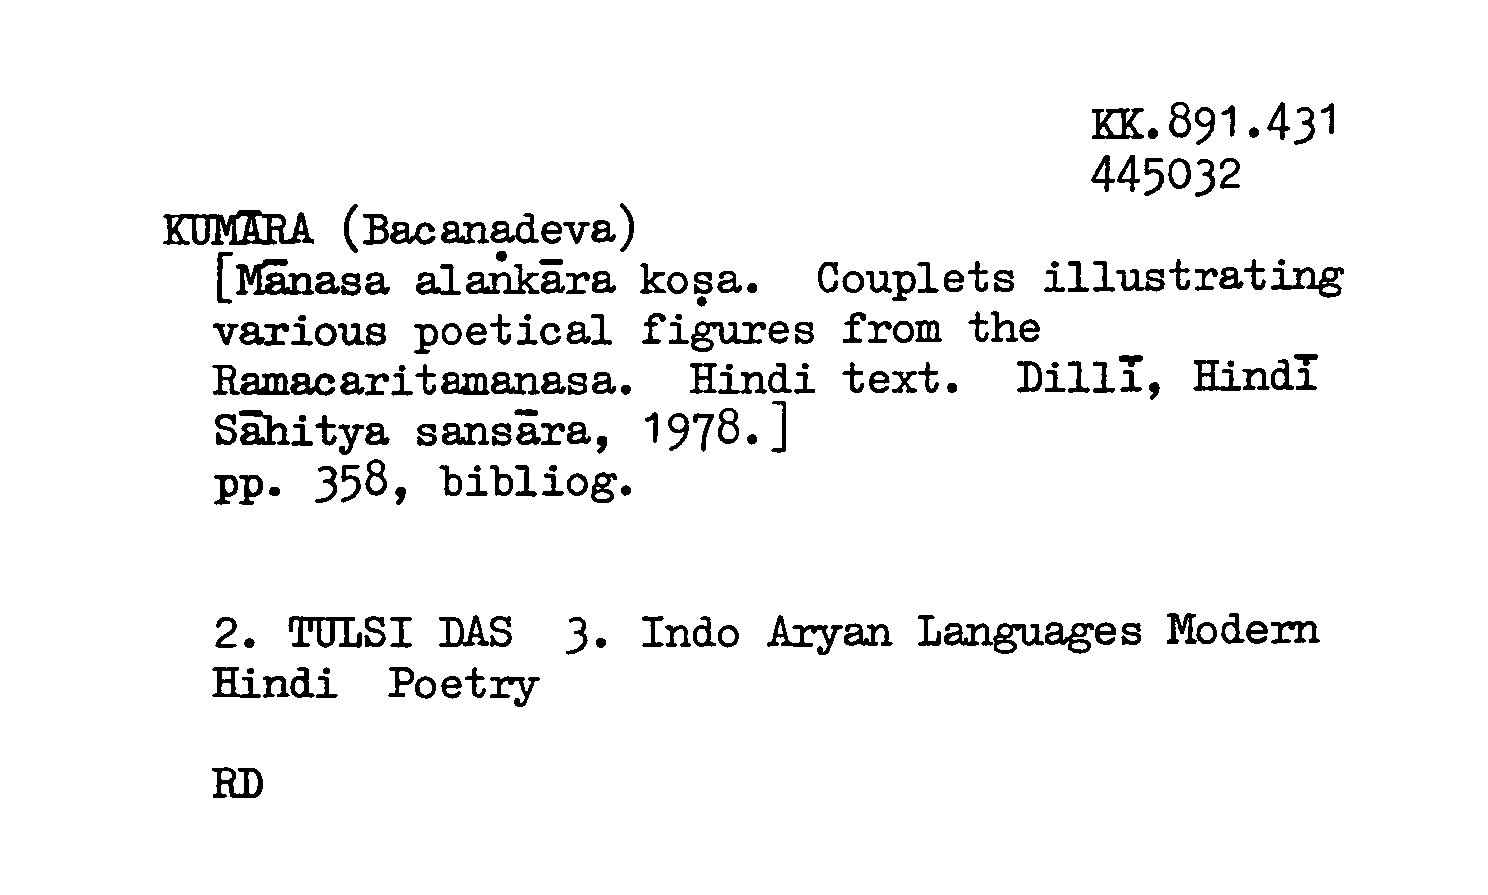 KK.891.431
445032
KUMĀRA (Bacanadeva)
[Mānasa alaṅkāra koṣa. Couplets illustrating
various poetical figures from the
Ramacaritamanasa. Hindi text. Dillī, Hindī
Sāhitya sansāra, 1978.]
pp. 358, bibliog.
2. TULSI DAS 3. Indo Aryan Languages Modern
Hindi Poetry
RD